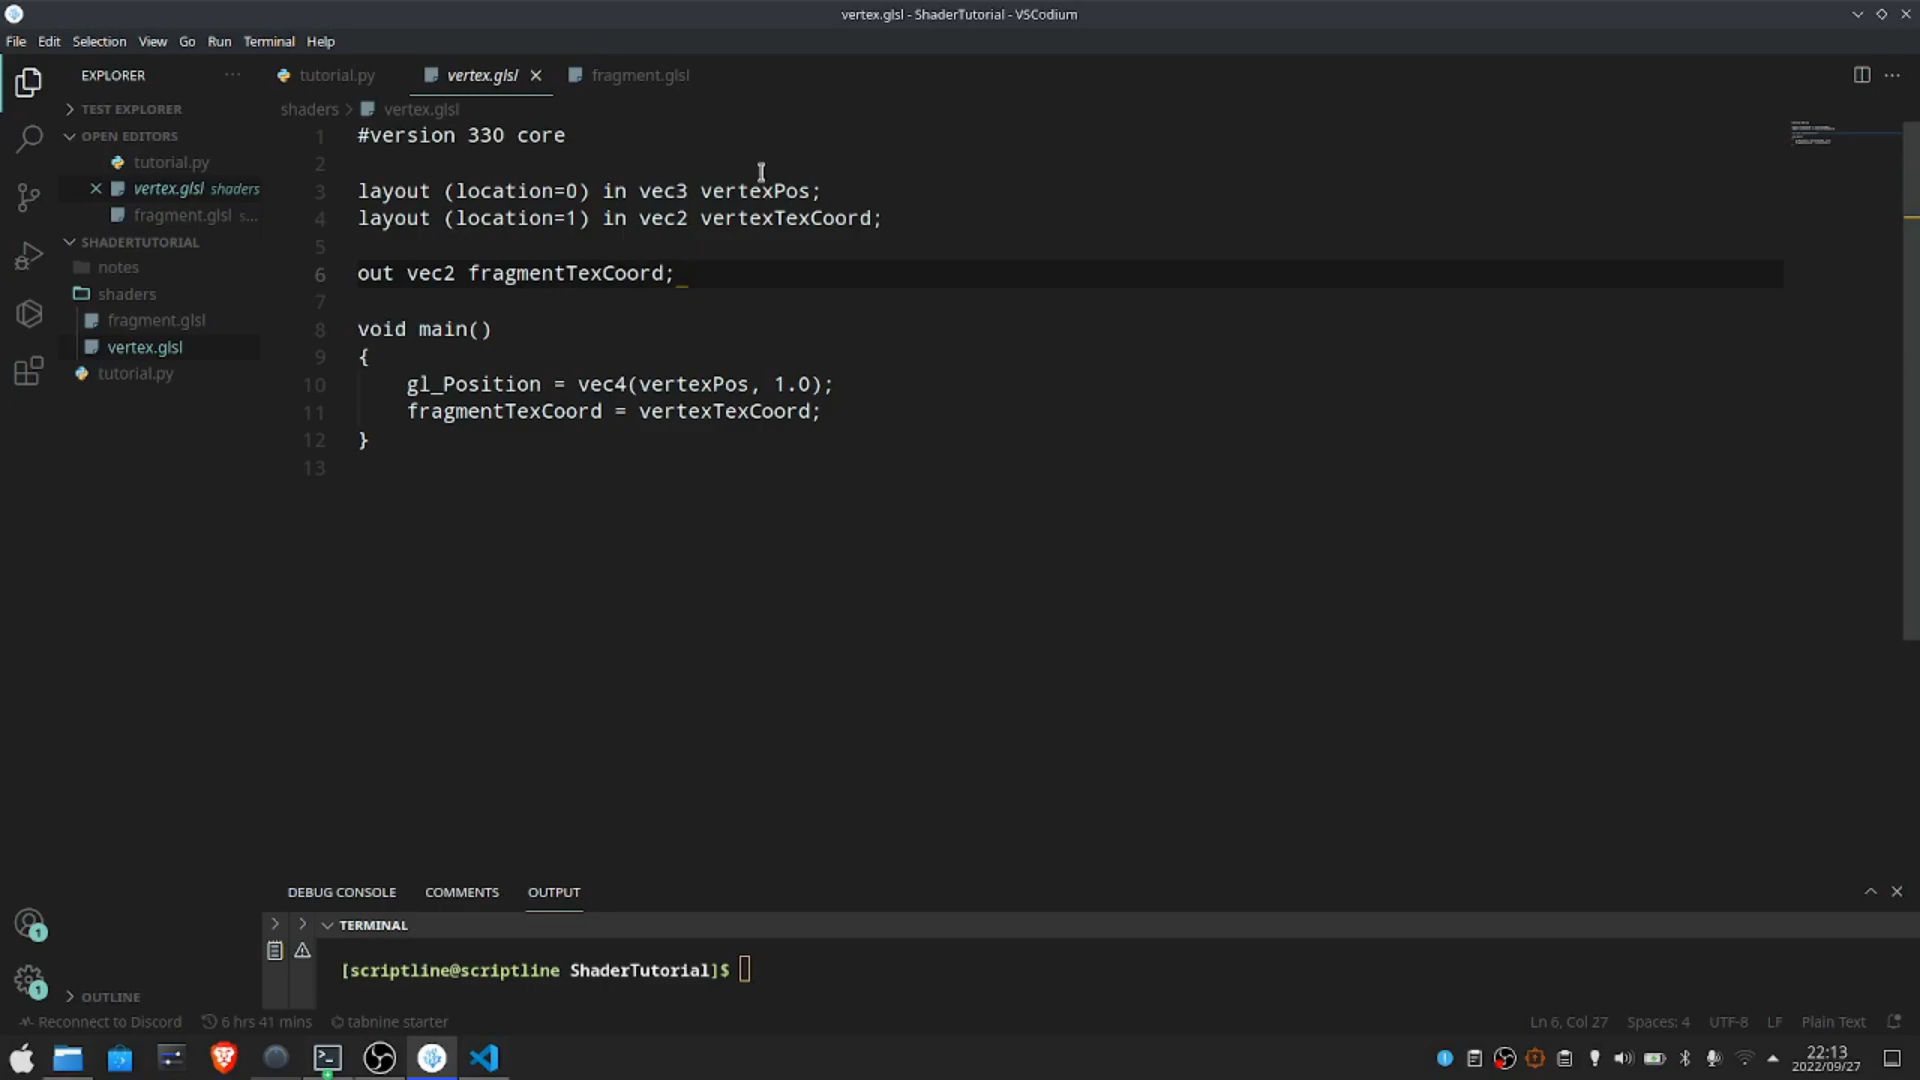 vertex.glsl - ShaderTutorial - VSCodium
File Edit Selection View Go Run Terminal Help
EXPLORER
TEST EXPLORER
OPEN EDITORS
tutorial.py
vertex.glsl shaders
fragment.glsl s...
SHADERTUTORIAL
notes
shaders
fragment.glsl
vertex.glsl
tutorial.py
OUTLINE
tutorial.py vertex.glsl fragment.glsl
shaders > vertex.glsl
1 #version 330 core
2
3 layout (location=0) in vec3 vertexPos;
4 layout (location=1) in vec2 vertexTexCoord;
5
6 out vec2 fragmentTexCoord;
7
8 void main()
9 {
10 gl_Position = vec4(vertexPos, 1.0);
11 fragmentTexCoord = vertexTexCoord;
12 }
13
DEBUG CONSOLE COMMENTS OUTPUT
TERMINAL
[scriptline@scriptline ShaderTutorial]$
1
1
Reconnect to Discord 6 hrs 41 mins tabnine starter Ln 6, Col 27 Spaces: 4 UTF-8 LF Plain Text
22:13
2022/09/27